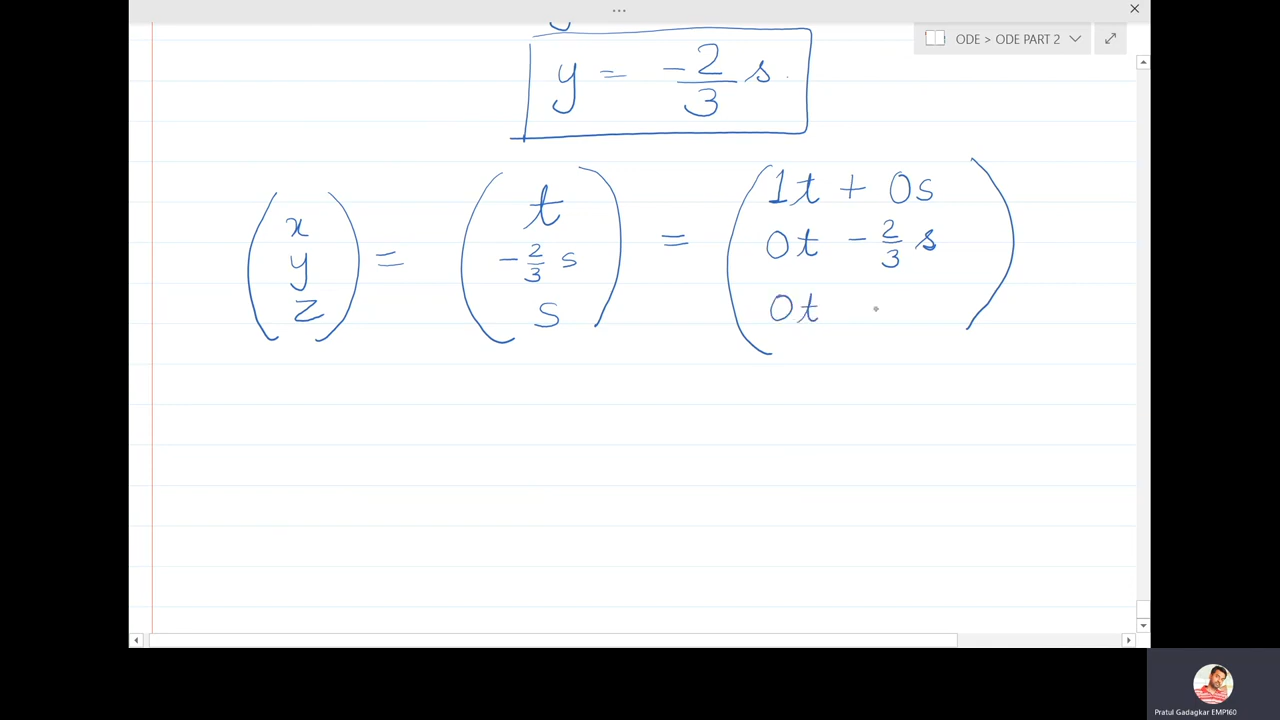 ODE > ODE PART 2
y = -2/3 s
(x y z) = (t -2/3 s s) = (1t + 0s 0t - 2/3 s 0t
Pratul Gadagkar EMP160